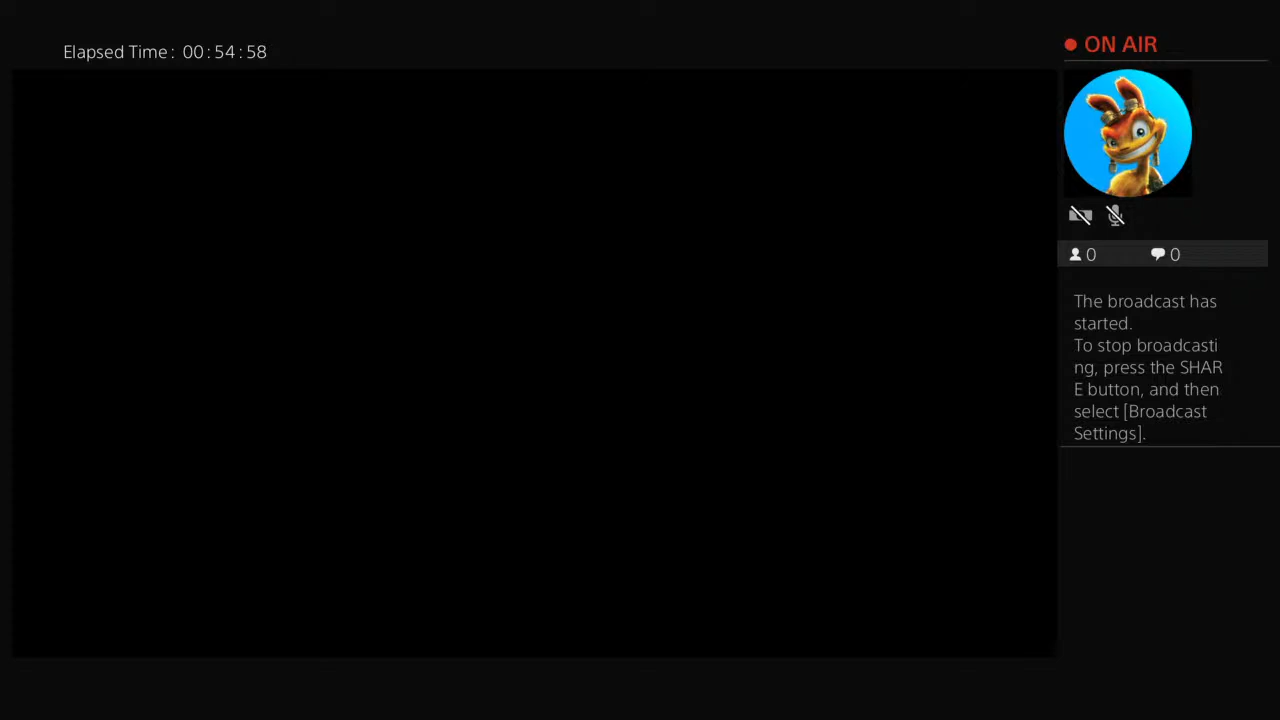 Elapsed Time: 00:54:58
ON AIR
0 0
The broadcast has
started.
To stop broadcasti
ng, press the SHAR
E button, and then
select [Broadcast
Settings].